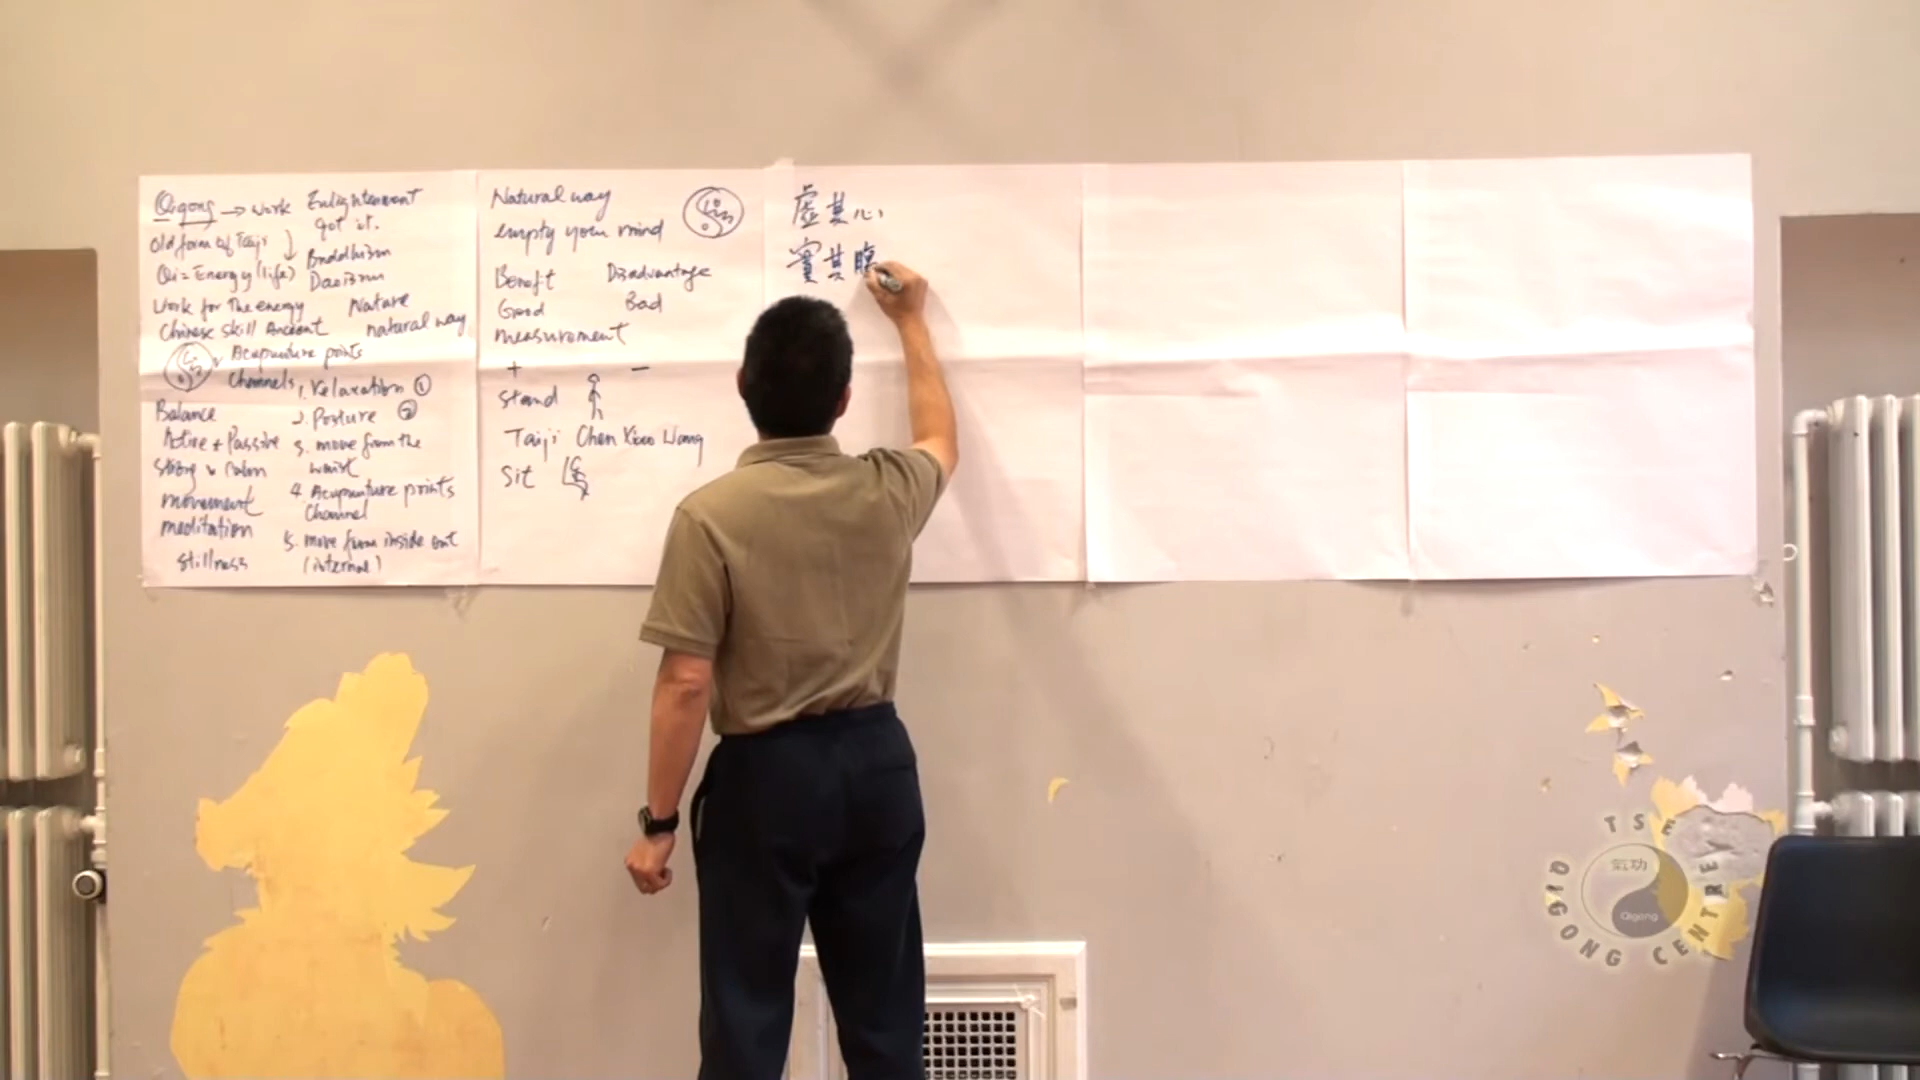 Qigong → work
Old form of Taiji
Qi = Energy (life)
Work for the energy
Chinese skill Ancient
Acupuncture points
Channels
Balance
Active + Passive
Strong & Calm
movement
meditation
stillness
Enlightenment
got it.
Buddhism
Daoism
Nature
natural way
1. Relaxation ①
2. Posture ②
3. move from the
waist
4. Acupuncture points
Channel
5. move from inside out
(internal)
Natural way
empty your mind
Benefit Disadvantage
Good Bad
measurement
+ −
Stand
Taiji Chen Xiao Wang
Sit
虛其心
實其
TSE QIGONG CENTRE
氣功
Qigong